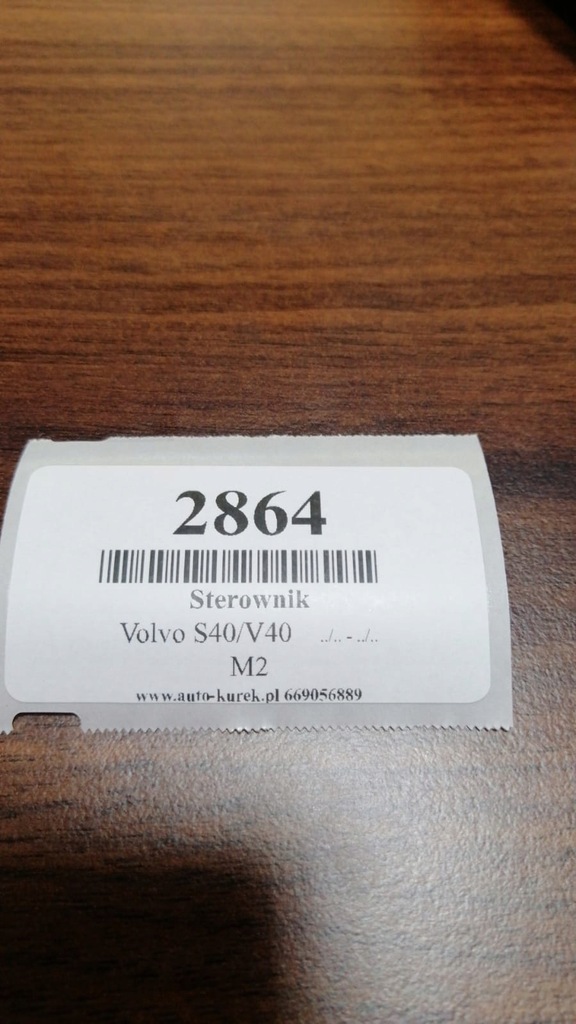 2864
Sterownik
Volvo S40/V40 ../.. - ../..
M2
www.auto-kurek.pl 669056889